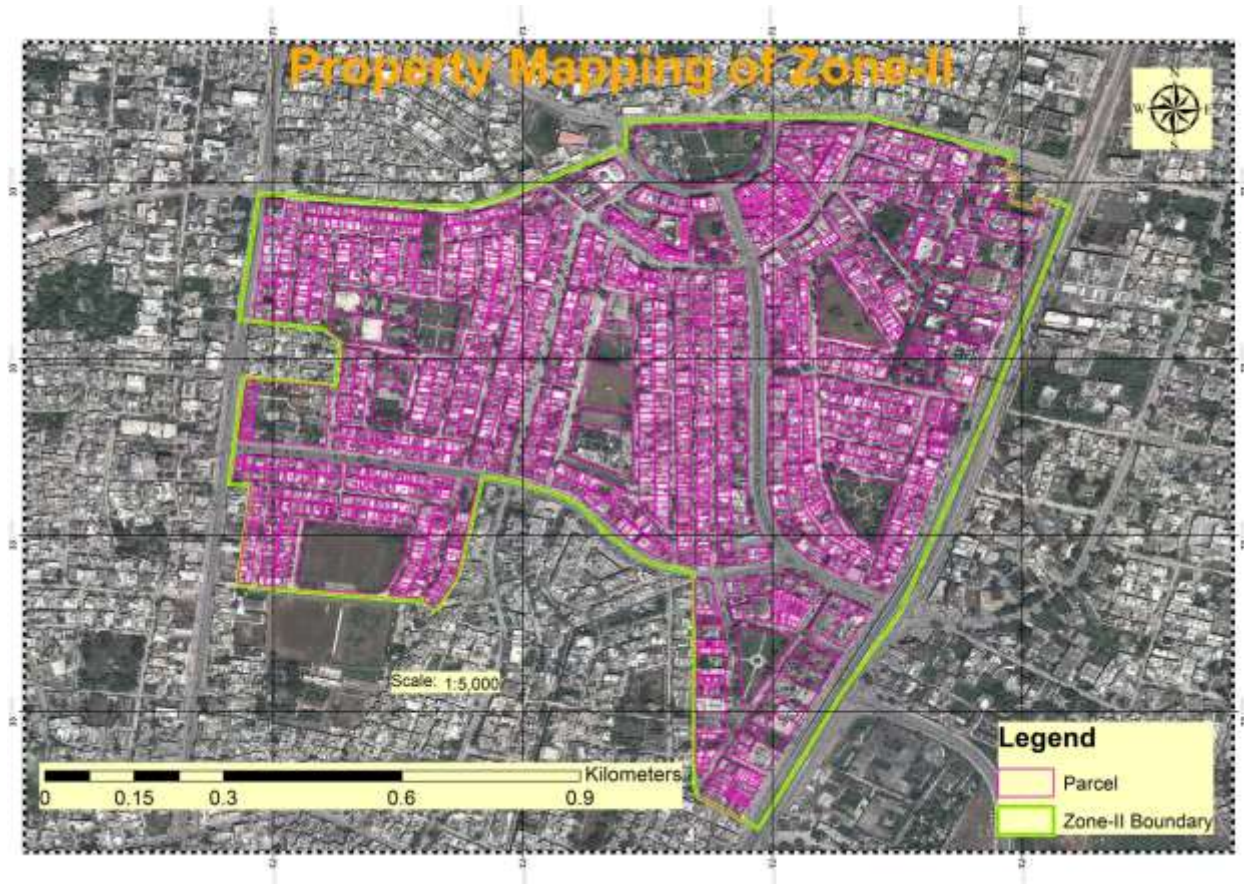 Property Mapping of Zone-II
N
W E
S
Scale: 1:5,000
Kilometers
0 0.15 0.3 0.6 0.9
Legend
Parcel
Zone-II Boundary